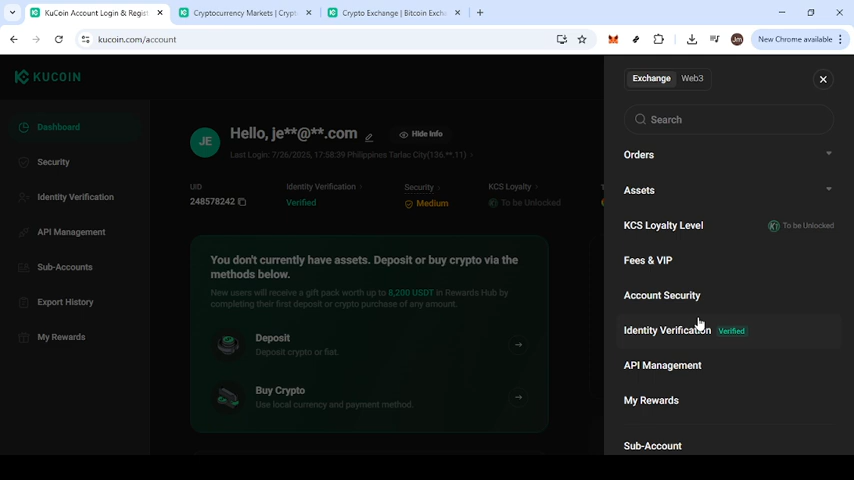 KuCoin Account Login & Regist
Cryptocurrency Markets | Crypt
Crypto Exchange | Bitcoin Exch
kucoin.com/account
Jm
New Chrome available
KUCOIN
Exchange
Web3
Search
Dashboard
Security
Identity Verification
API Management
Sub-Accounts
Export History
My Rewards
JE
Hello, je**@**.com
Hide Info
Last Login: 7/26/2025, 17:58:39 Philippines Tarlac City(136.**.11)
UID
248578242
Identity Verification
Verified
Security
Medium
KCS Loyalty
To be Unlocked
You don't currently have assets. Deposit or buy crypto via the
methods below.
New users will receive a gift pack worth up to 8,200 USDT in Rewards Hub by
completing their first deposit or crypto purchase of any amount.
Deposit
Deposit crypto or fiat.
Buy Crypto
Use local currency and payment method.
Orders
Assets
KCS Loyalty Level
To be Unlocked
Fees & VIP
Account Security
Identity Verification
Verified
API Management
My Rewards
Sub-Account